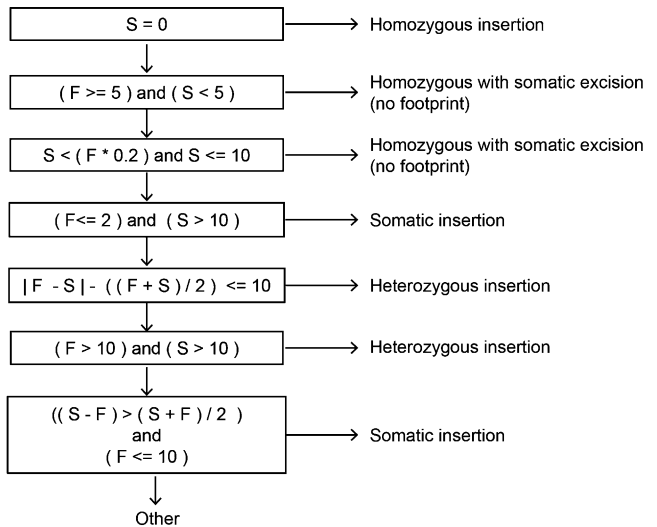 S = 0
Homozygous insertion
( F >= 5 ) and ( S < 5 )
Homozygous with somatic excision
(no footprint)
S < ( F * 0.2 ) and S <= 10
Homozygous with somatic excision
(no footprint)
( F<= 2 ) and  ( S > 10 )
Somatic insertion
| F  - S | - ( ( F + S ) / 2 )  <= 10
Heterozygous insertion
( F > 10 ) and ( S > 10 )
Heterozygous insertion
(( S - F ) > ( S + F ) / 2  )
and
( F <= 10 )
Somatic insertion
Other